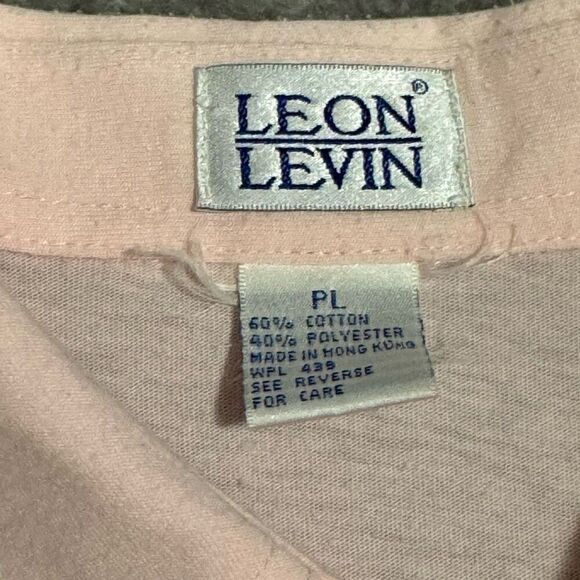 LEON®
LEVIN
PL
60% COTTON
40% POLYESTER
MADE IN HONG KONG
WPL 439
SEE REVERSE
FOR CARE